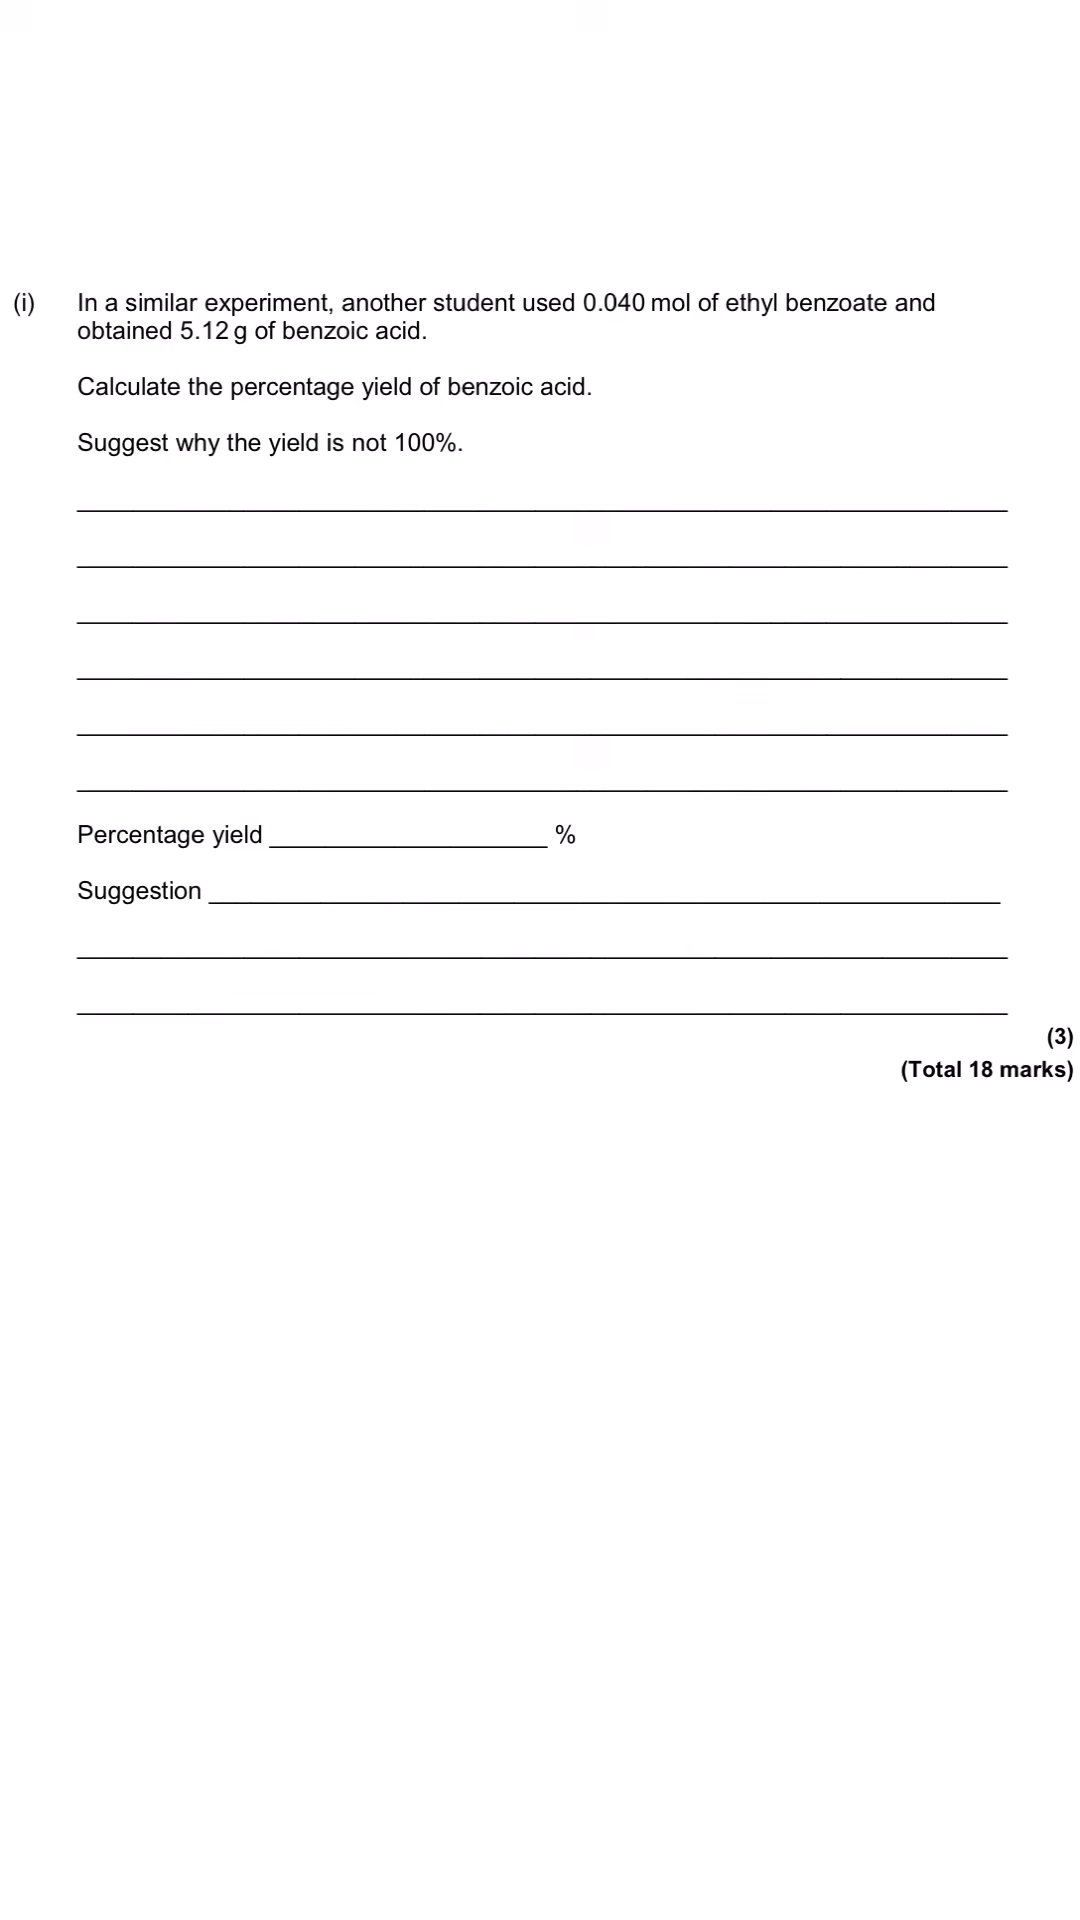 (i) In a similar experiment, another student used 0.040 mol of ethyl benzoate and
obtained 5.12 g of benzoic acid.
Calculate the percentage yield of benzoic acid.
Suggest why the yield is not 100%.
Percentage yield ____________________ %
Suggestion ____________________
(3)
(Total 18 marks)